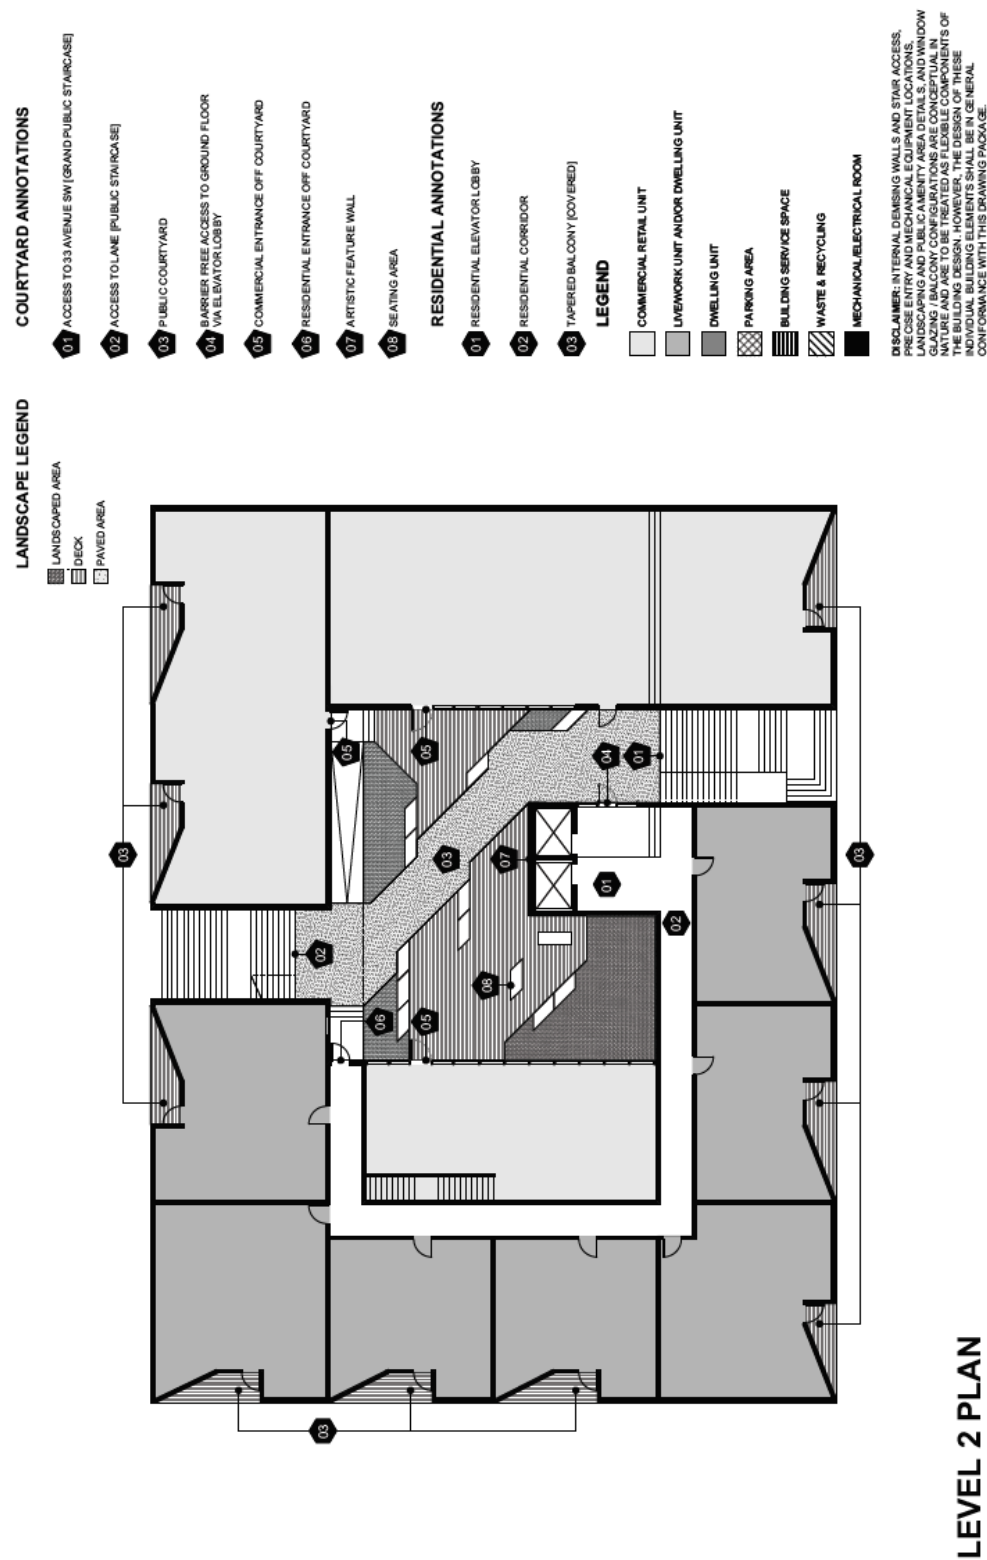 LANDSCAPE LEGEND
LANDSCAPED AREA
DECK
PAVED AREA
COURTYARD ANNOTATIONS
01 ACCESS TO 33 AVENUE SW [GRAND PUBLIC STAIRCASE]
02 ACCESS TO LANE [PUBLIC STAIRCASE]
03 PUBLIC COURTYARD
04 BARRIER FREE ACCESS TO GROUND FLOOR
VIA ELEVATOR LOBBY
05 COMMERCIAL ENTRANCE OFF COURTYARD
06 RESIDENTIAL ENTRANCE OFF COURTYARD
07 ARTISTIC FEATURE WALL
08 SEATING AREA
RESIDENTIAL ANNOTATIONS
01 RESIDENTIAL ELEVATOR LOBBY
02 RESIDENTIAL CORRIDOR
03 TAPERED BALCONY [COVERED]
LEGEND
COMMERCIAL RETAIL UNIT
LIVE/WORK UNIT AND/OR DWELLING UNIT
DWELLING UNIT
PARKING AREA
BUILDING SERVICE SPACE
WASTE & RECYCLING
MECHANICAL/ELECTRICAL ROOM
DISCLAIMER: INTERNAL DEMISING WALLS AND STAIR ACCESS,
PRECISE ENTRY AND MECHANICAL EQUIPMENT LOCATIONS,
LANDSCAPING AND PUBLIC AMENITY AREA DETAILS, AND WINDOW
GLAZING / BALCONY CONFIGURATIONS ARE CONCEPTUAL IN
NATURE AND ARE TO BE TREATED AS FLEXIBLE COMPONENTS OF
THE BUILDING DESIGN. HOWEVER, THE DESIGN OF THESE
INDIVIDUAL BUILDING ELEMENTS SHALL BE IN GENERAL
CONFORMANCE WITH THIS DRAWING PACKAGE.
03
03
02
06
05
05
05
03
08
07
04
01
01
02
03
LEVEL 2 PLAN